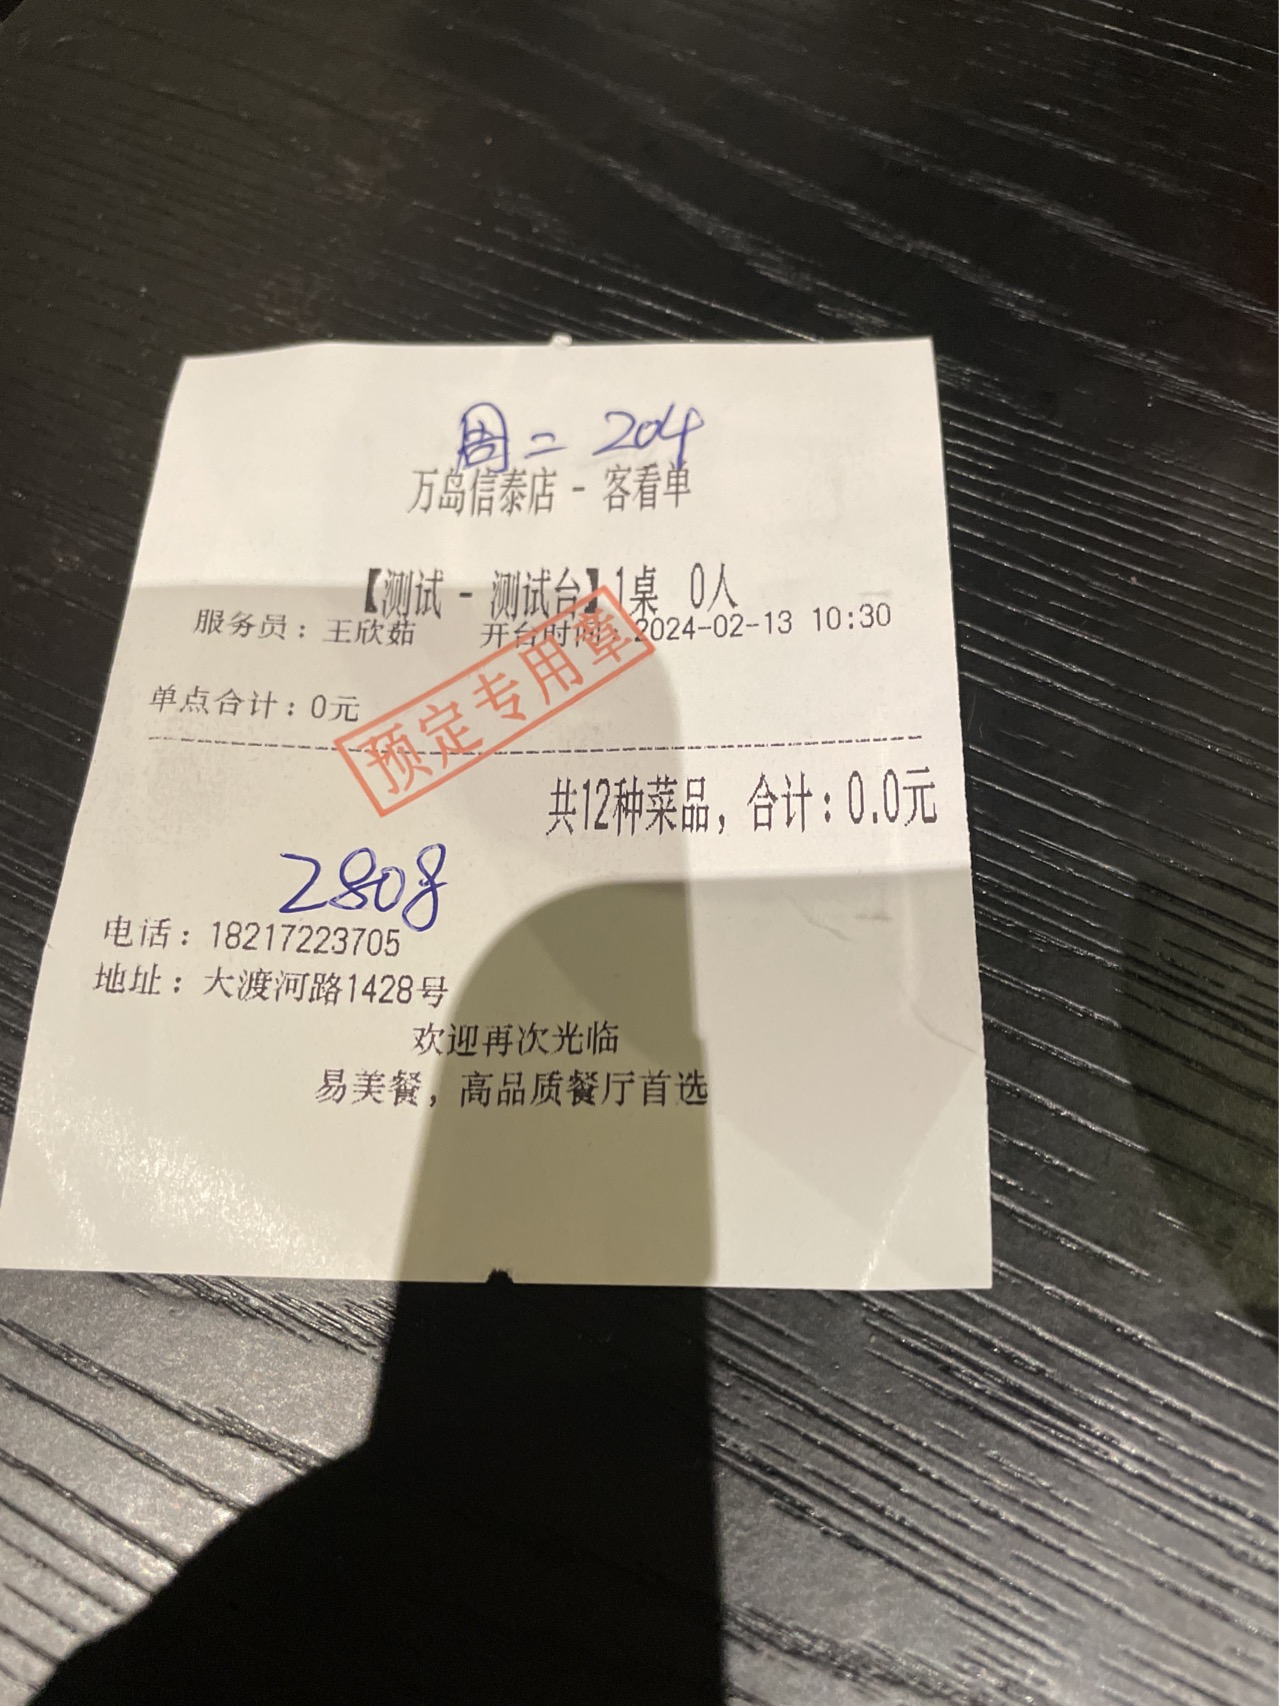 周二 204
万岛信泰店 - 客看单
【测试 - 测试台】1桌 0人
服务员：王欣茹 开台时间：2024-02-13 10:30
预定专用章
单点合计：0元
共12种菜品，合计：0.0元
2808
电话：18217223705
地址：大渡河路1428号
欢迎再次光临
易美餐，高品质餐厅首选